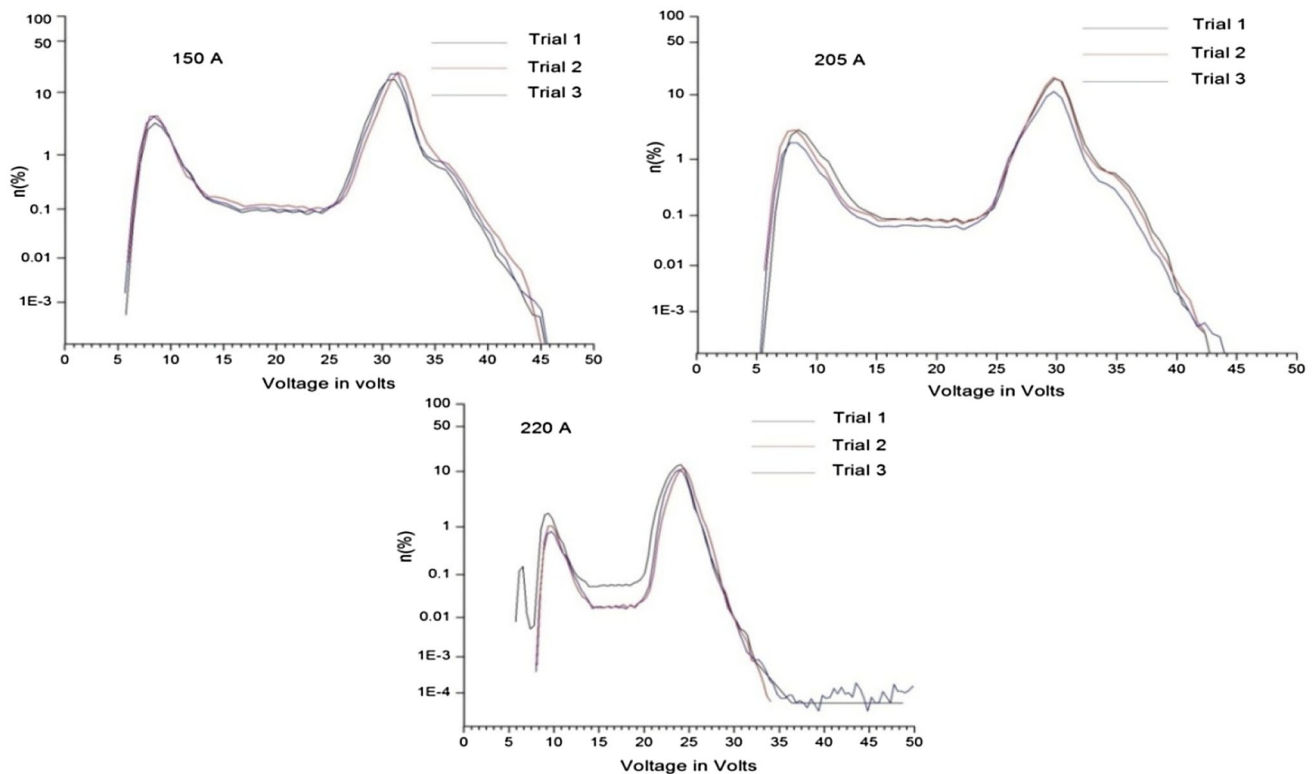 100
50
10
1
0.1
0.01
1E-3
n(%)
150 A
Trial 1
Trial 2
Trial 3
0 5 10 15 20 25 30 35 40 45 50
Voltage in volts
100
50
10
1
0.1
0.01
1E-3
n(%)
205 A
Trial 1
Trial 2
Trial 3
0 5 10 15 20 25 30 35 40 45 50
Voltage in Volts
100
50
10
1
0.1
0.01
1E-3
1E-4
n(%)
220 A
Trial 1
Trial 2
Trial 3
0 5 10 15 20 25 30 35 40 45 50
Voltage in Volts